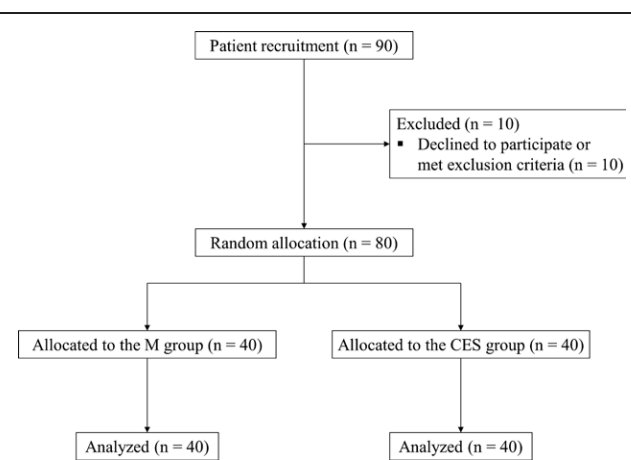 Patient recruitment (n = 90)
Excluded (n = 10)
▪ Declined to participate or
met exclusion criteria (n = 10)
Random allocation (n = 80)
Allocated to the M group (n = 40)
Allocated to the CES group (n = 40)
Analyzed (n = 40)
Analyzed (n = 40)